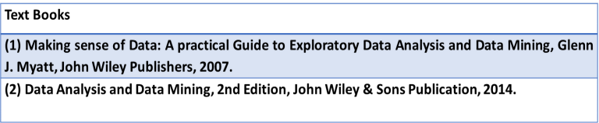 Text Books
(1) Making sense of Data: A practical Guide to Exploratory Data Analysis and Data Mining, Glenn
J. Myatt, John Wiley Publishers, 2007.
(2) Data Analysis and Data Mining, 2nd Edition, John Wiley & Sons Publication, 2014.